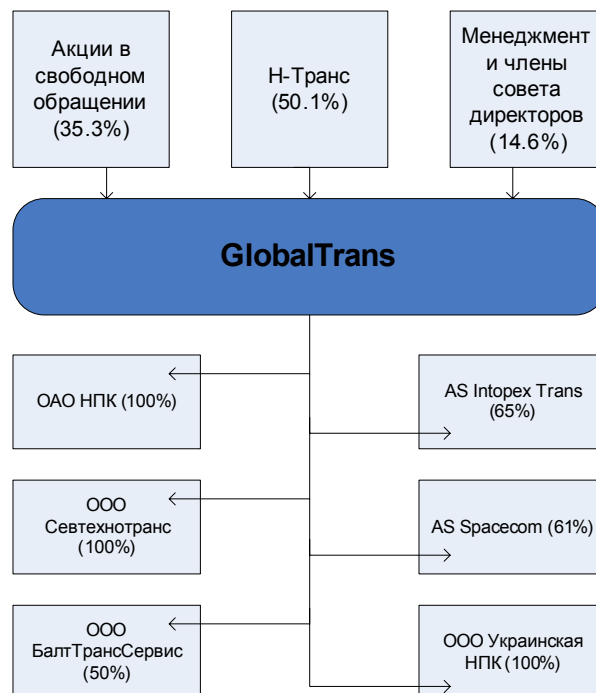 Акции в
свободном
обращении
(35.3%)
Н-Транс
(50.1%)
Менеджмент
и члены
совета
директоров
(14.6%)
GlobalTrans
ОАО НПК (100%)
AS Intopex Trans
(65%)
ООО
Севтехнотранс
(100%)
AS Spacecom (61%)
ООО
БалтТрансСервис
(50%)
ООО Украинская
НПК (100%)